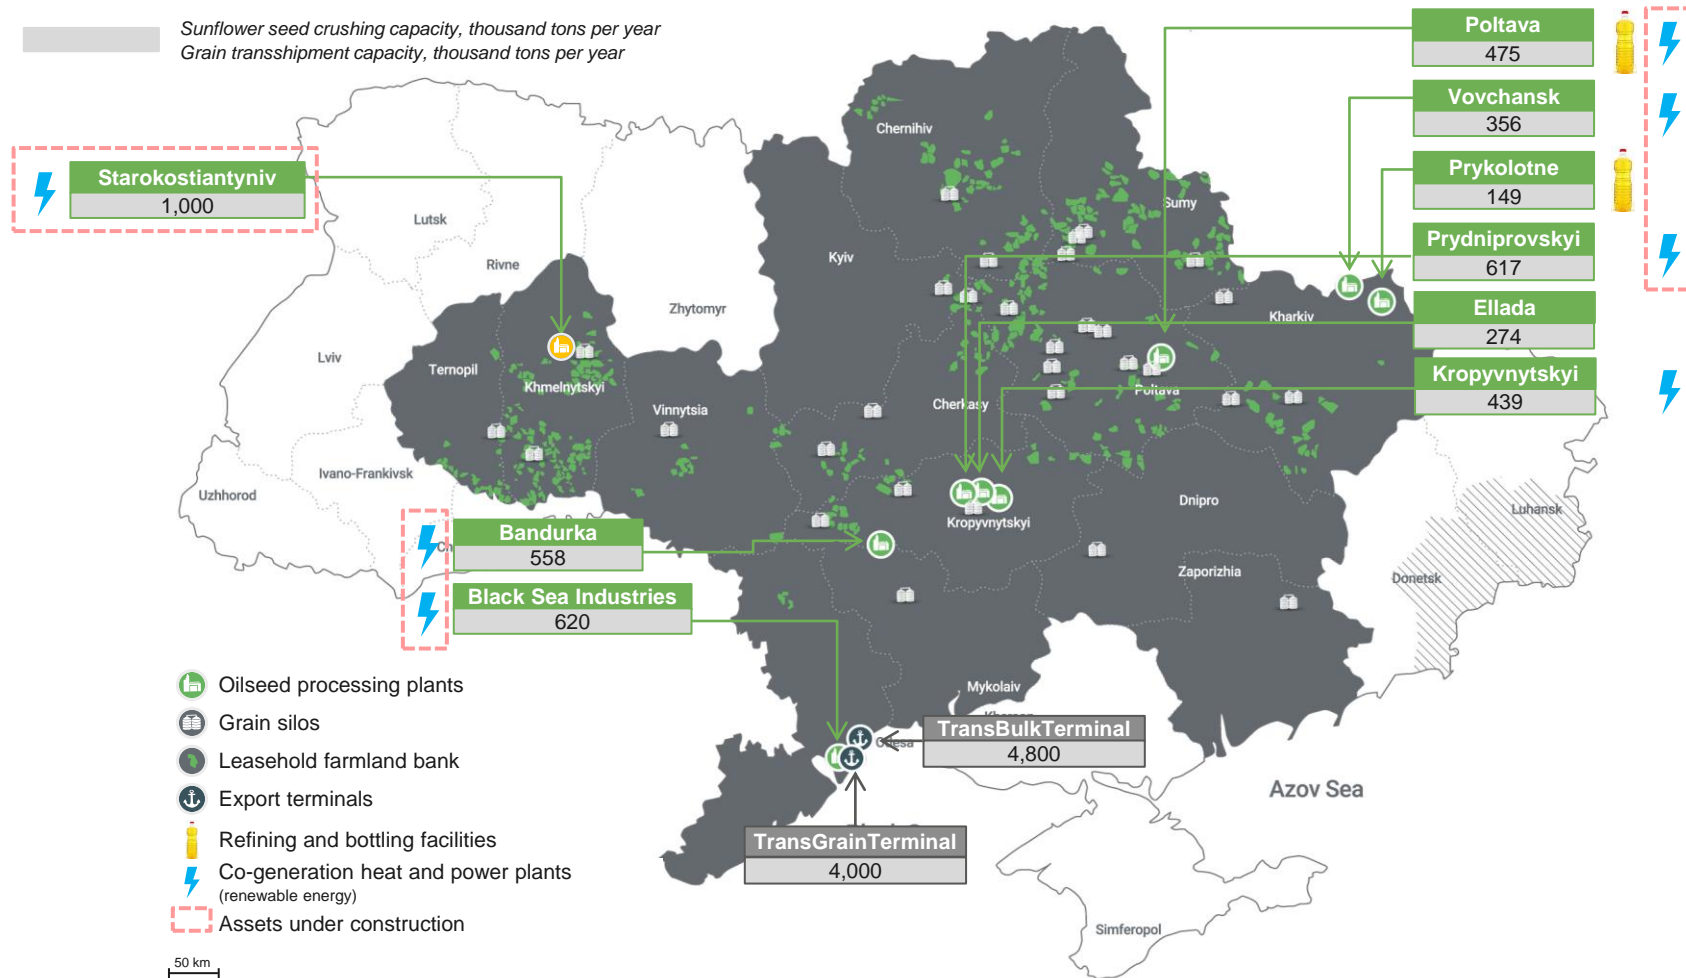 Sunflower seed crushing capacity, thousand tons per year
Grain transshipment capacity, thousand tons per year
Poltava
475
Vovchansk
356
Prykolotne
149
Prydniprovskyi
617
Ellada
274
Kropyvnytskyi
439
Starokostiantyniv
1,000
Chernihiv
Sumy
Lutsk
Rivne
Kyiv
Zhytomyr
Kharkiv
Lviv
Ternopil
Khmelnytskyi
Vinnytsia
Cherkasy
Poltava
Ivano-Frankivsk
Uzhhorod
Dnipro
Luhansk
Kropyvnytskyi
Donetsk
Zaporizhia
Bandurka
558
Black Sea Industries
620
Mykolaiv
Odesa
TransBulkTerminal
4,800
TransGrainTerminal
4,000
Azov Sea
Simferopol
Oilseed processing plants
Grain silos
Leasehold farmland bank
Export terminals
Refining and bottling facilities
Co-generation heat and power plants
(renewable energy)
Assets under construction
50 km